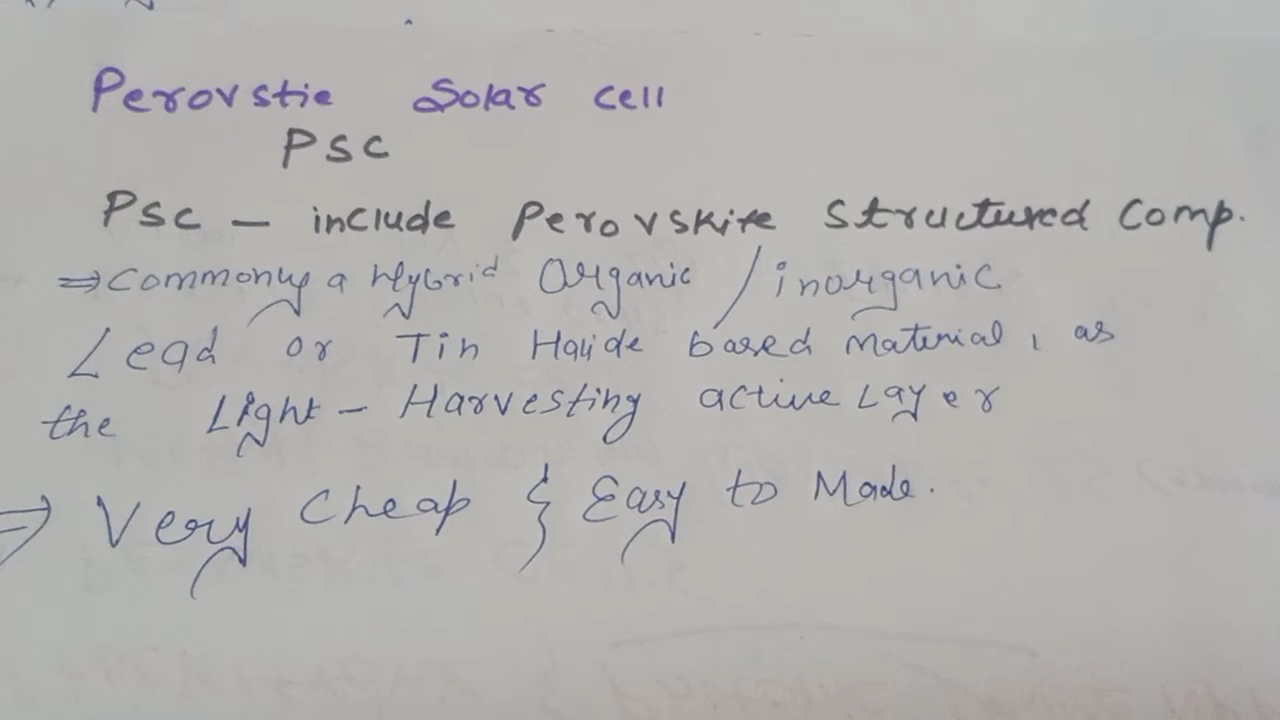 Perovstie Solar cell
PSC
PSC - include Perovskite structured Comp.
⇒ Commonly a Hybrid Organic / inorganic
Lead or Tin Halide based material, as
the Light - Harvesting active Layer
⇒ Very Cheap & Easy to Made.